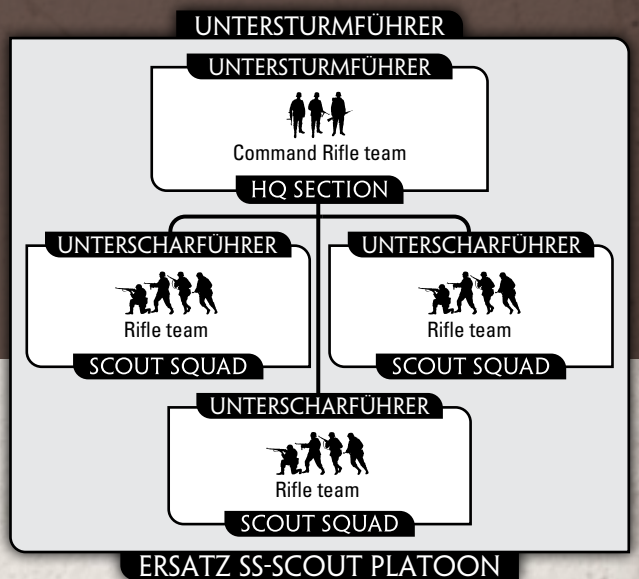 UNTERSTURMFÜHRER
UNTERSTURMFÜHRER
Command Rifle team
HQ SECTION
UNTERSCHARFÜHRER
Rifle team
SCOUT SQUAD
UNTERSCHARFÜHRER
Rifle team
SCOUT SQUAD
UNTERSCHARFÜHRER
Rifle team
SCOUT SQUAD
ERSATZ SS-SCOUT PLATOON